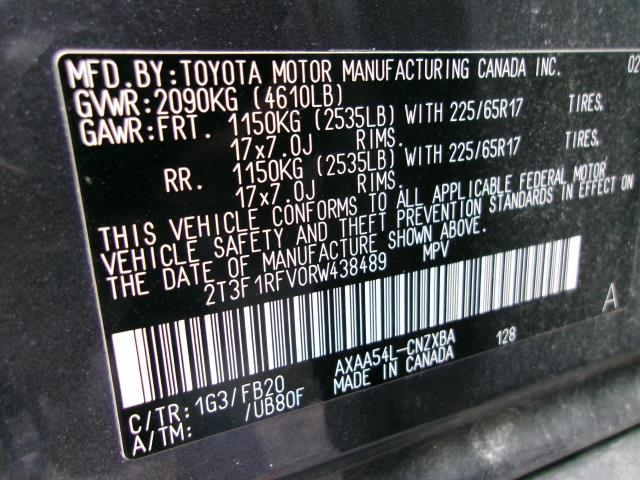 MFD. BY: TOYOTA MOTOR MANUFACTURING CANADA INC. 02
GVWR: 2090KG (4610LB)
GAWR: FRT. 1150KG (2535LB) WITH 225/65R17 TIRES,
17x7.0J RIMS.
RR. 1150KG (2535LB) WITH 225/65R17 TIRES,
17x7.0J RIMS.
THIS VEHICLE CONFORMS TO ALL APPLICABLE FEDERAL MOTOR
VEHICLE SAFETY AND THEFT PREVENTION STANDARDS IN EFFECT ON
THE DATE OF MANUFACTURE SHOWN ABOVE.
2T3F1RFV0RW438489 MPV
A
AXAA54L-CNZXBA 128
MADE IN CANADA
C/TR: 1G3/FB20
A/TM: /UB80F